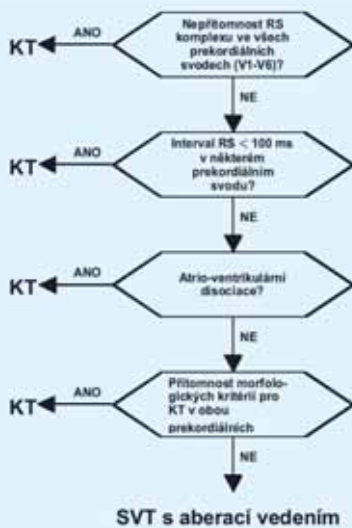 Nepřítomnost RS
komplexu ve všech
prekordiálních
svodech (V1-V6)?
ANO
KT
NE
Interval RS < 100 ms
v některém
prekordiálním
svodu?
ANO
KT
NE
Atrio-ventrikulární
disociace?
ANO
KT
NE
Přítomnost morfolo-
gických kritérií pro
KT v obou
prekordiálních
ANO
KT
NE
SVT s aberací vedením